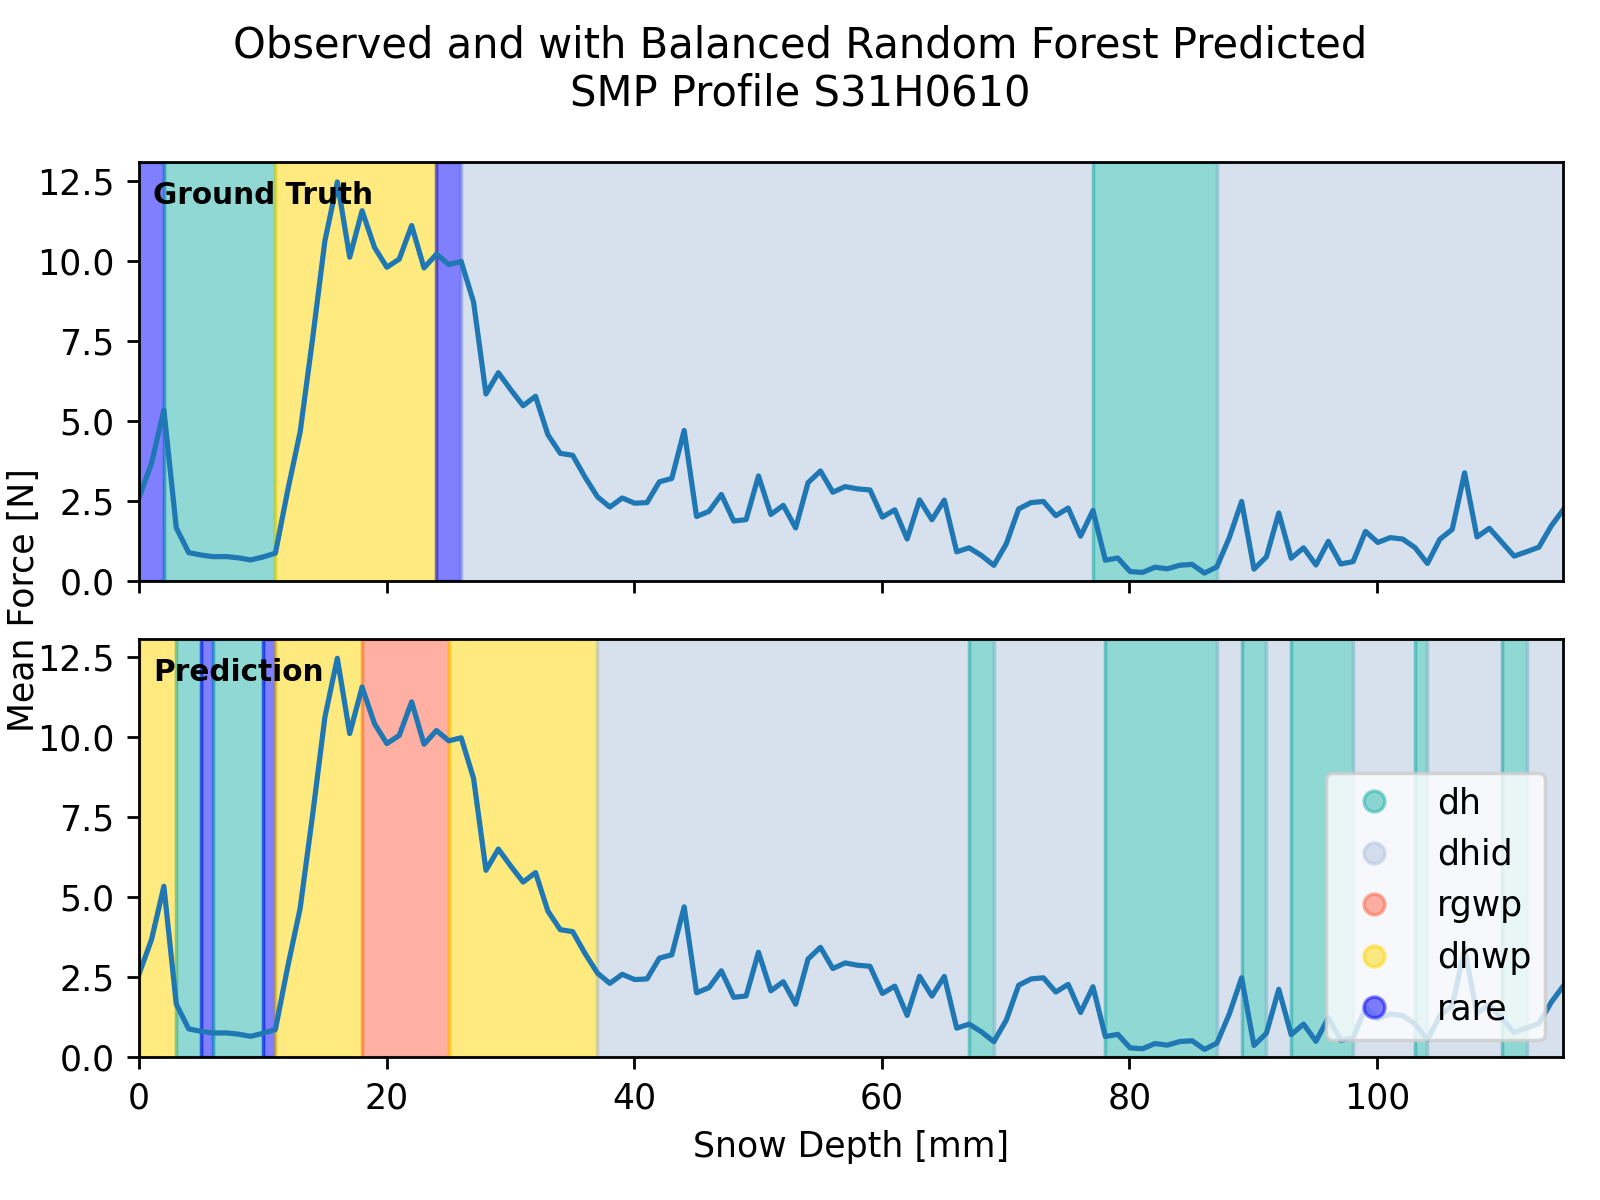 Observed and with Balanced Random Forest Predicted
SMP Profile S31H0610
Ground Truth
12.5
10.0
7.5
5.0
2.5
0.0
Mean Force [N]
Prediction
12.5
10.0
7.5
5.0
2.5
0.0
dh
dhid
rgwp
dhwp
rare
0 20 40 60 80 100
Snow Depth [mm]